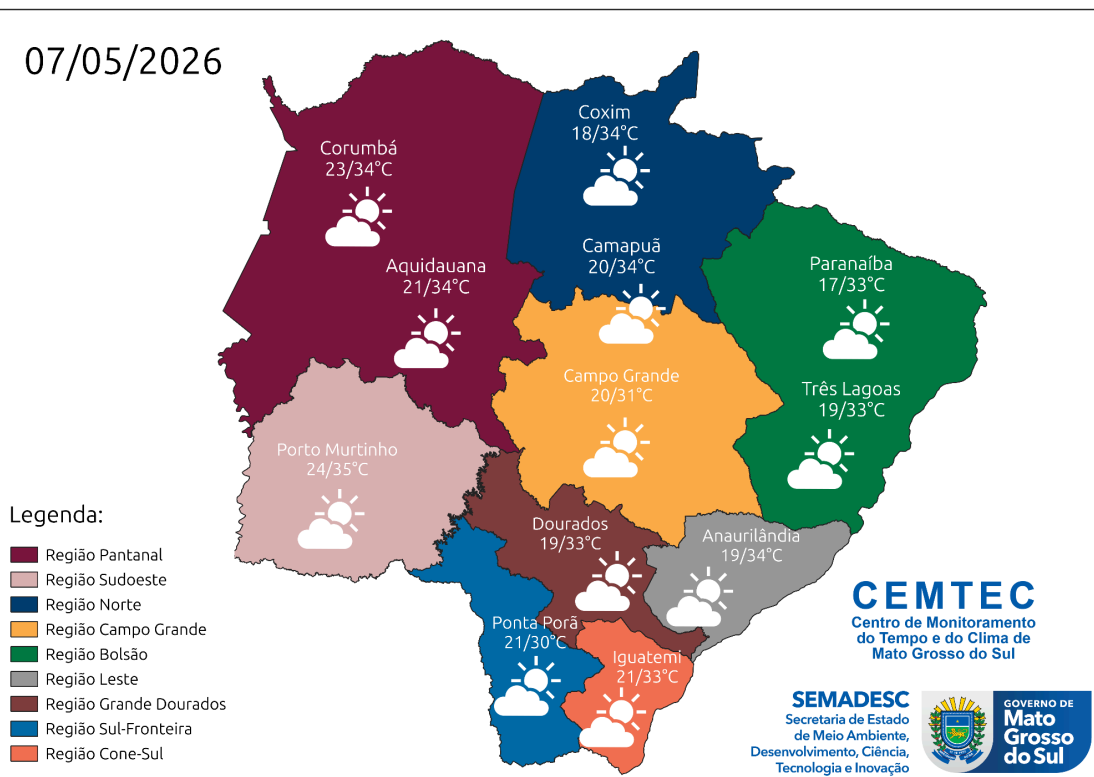 07/05/2026
Coxim
18/34°C
Corumbá
23/34°C
Camapuã
20/34°C
Aquidauana
21/34°C
Paranaíba
17/33°C
Campo Grande
20/31°C
Três Lagoas
19/33°C
Porto Murtinho
24/35°C
Dourados
19/33°C
Anaurilândia
19/34°C
Ponta Porã
21/30°C
Iguatemi
21/33°C
Legenda:
Região Pantanal
Região Sudoeste
Região Norte
Região Campo Grande
Região Bolsão
Região Leste
Região Grande Dourados
Região Sul-Fronteira
Região Cone-Sul
CEMTEC
Centro de Monitoramento
do Tempo e do Clima de
Mato Grosso do Sul
SEMADESC
Secretaria de Estado
de Meio Ambiente,
Desenvolvimento, Ciência,
Tecnologia e Inovação
GOVERNO DE
Mato
Grosso
do Sul